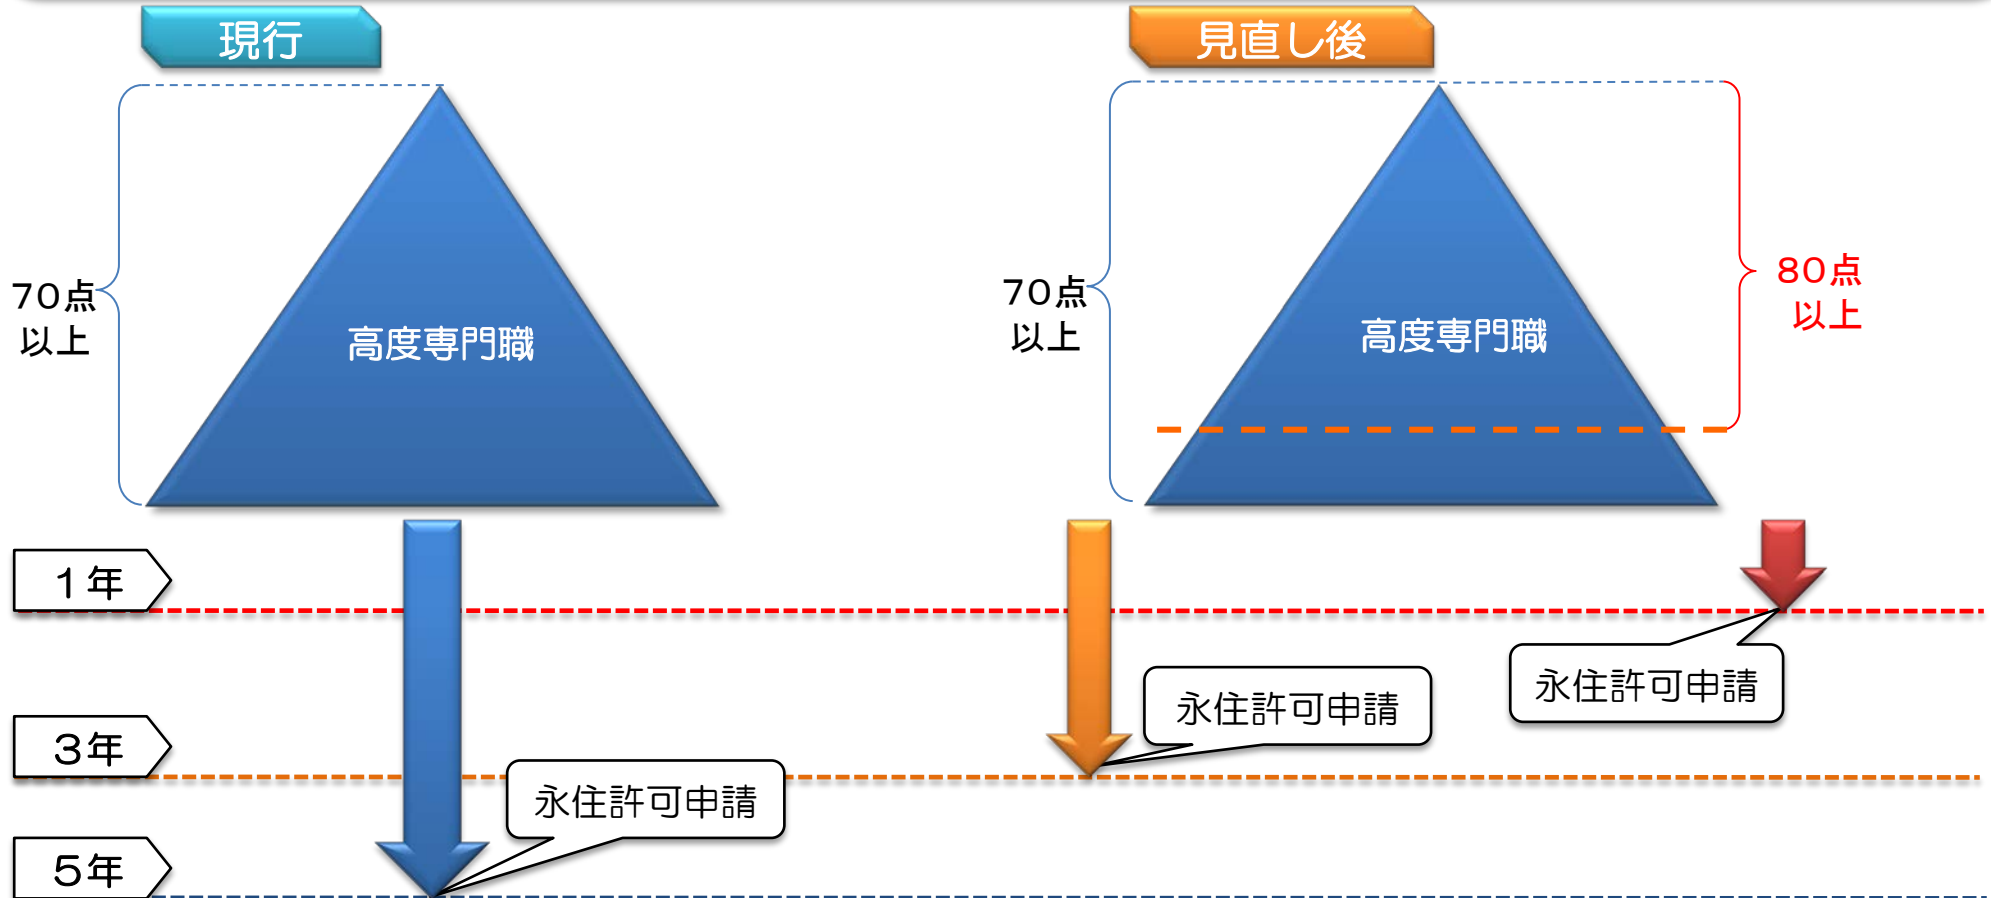 現行
見直し後
70点
以上
高度専門職
70点
以上
高度専門職
80点
以上
1年
永住許可申請
永住許可申請
3年
永住許可申請
5年